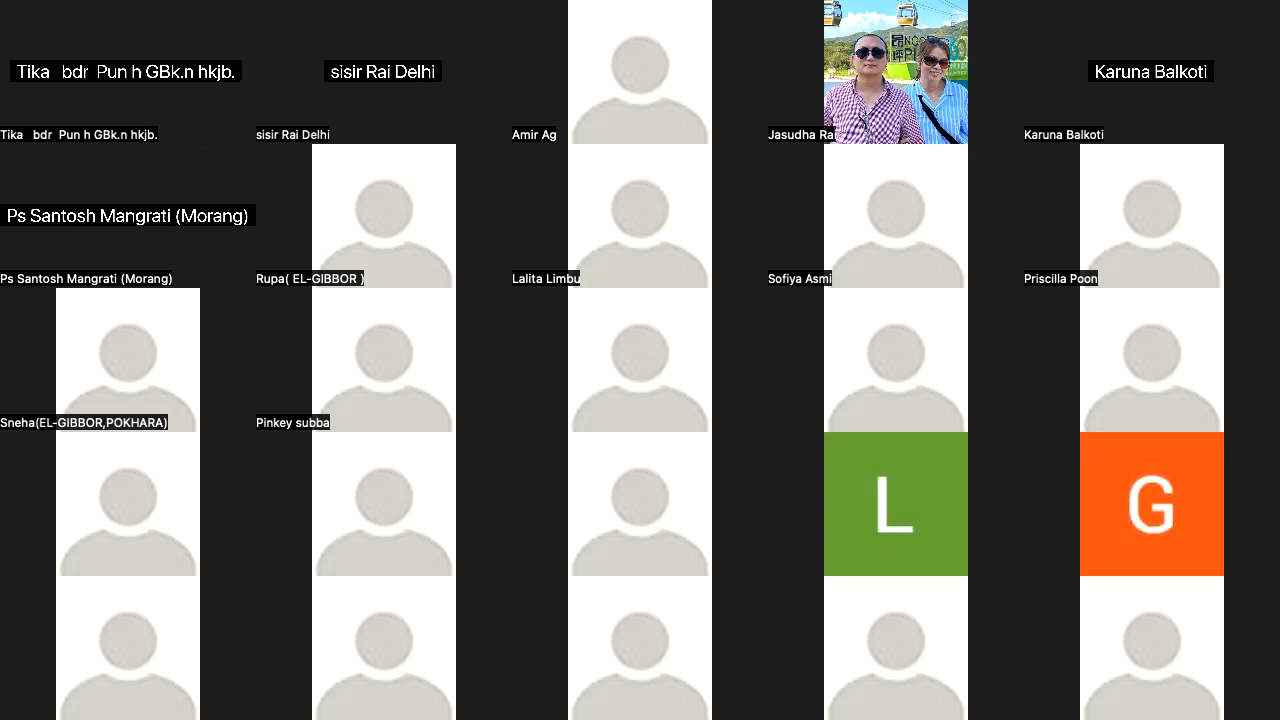 Tika bdr Pun h GBk.n hkjb.
sisir Rai Delhi
Karuna Balkoti
Tika bdr Pun h GBk.n hkjb.
sisir Rai Delhi
Amir Ag
Jasudha Rai
Karuna Balkoti
Ps Santosh Mangrati (Morang)
Ps Santosh Mangrati (Morang)
Rupa( EL-GIBBOR )
Lalita Limbu
Sofiya Asmi
Priscilla Poon
Sneha(EL-GIBBOR,POKHARA)
Pinkey subba
L
G